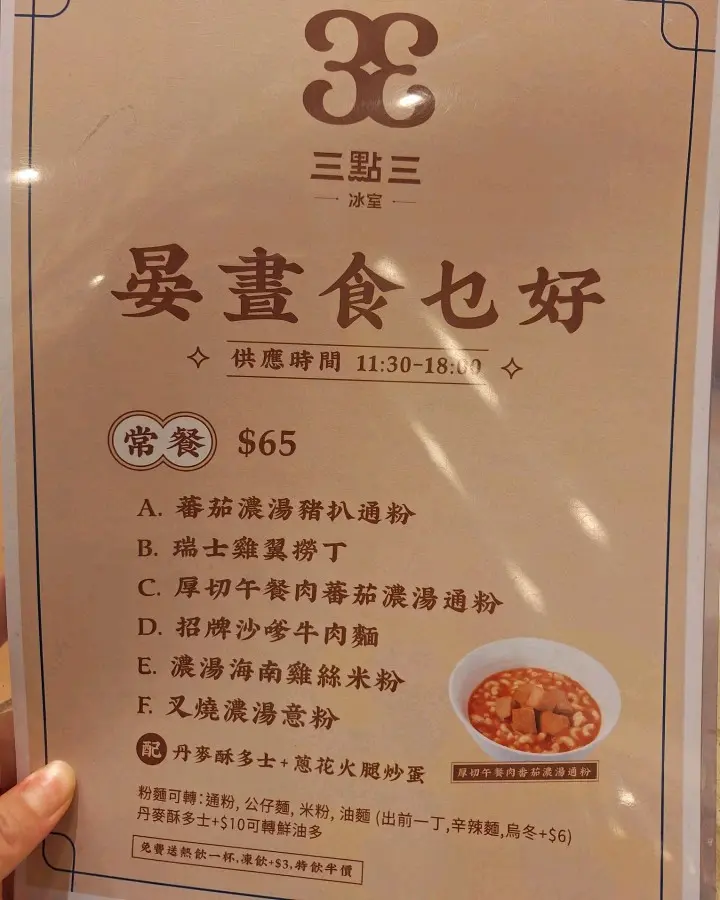 三點三
冰室
晏晝食乜好
供應時間 11:30-18:00
常餐 $65
A. 蕃茄濃湯豬扒通粉
B. 瑞士雞翼撈丁
C. 厚切午餐肉蕃茄濃湯通粉
D. 招牌沙嗲牛肉麵
E. 濃湯海南雞絲米粉
F. 叉燒濃湯意粉
配 丹麥酥多士+蔥花火腿炒蛋
厚切午餐肉蕃茄濃湯通粉
粉麵可轉:通粉, 公仔麵, 米粉, 油麵 (出前一丁,辛辣麵,烏冬+$6)
丹麥酥多士+$10可轉鮮油多
免費送熱飲一杯,凍飲+$3,特飲半價